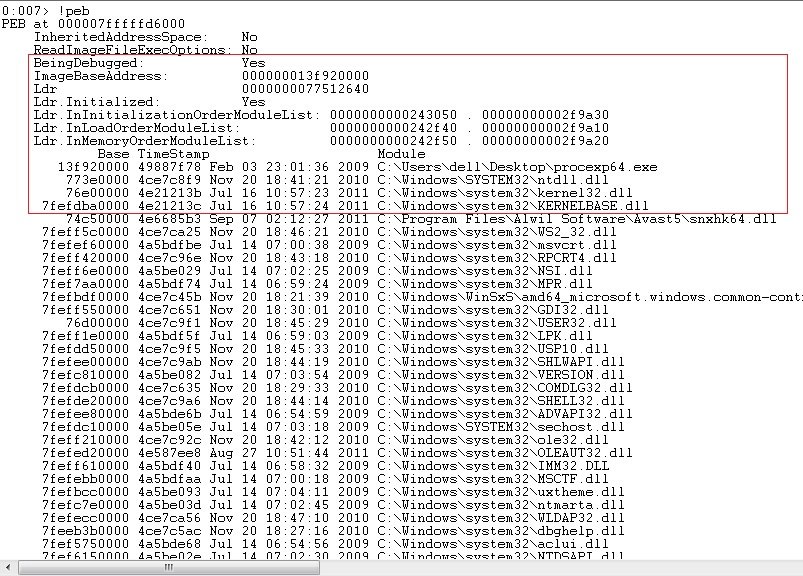 0:007> !peb
PEB at 000007fffffd6000
InheritedAddressSpace: No
ReadImageFileExecOptions: No
BeingDebugged: Yes
ImageBaseAddress: 000000013f920000
Ldr 0000000077512640
Ldr.Initialized: Yes
Ldr.InInitializationOrderModuleList: 0000000000243050 . 00000000002f9a30
Ldr.InLoadOrderModuleList: 0000000000242f40 . 00000000002f9a10
Ldr.InMemoryOrderModuleList: 0000000000242f50 . 00000000002f9a20
Base TimeStamp Module
13f920000 49887f78 Feb 03 23:01:36 2009 C:\Users\dell\Desktop\procexp64.exe
773e0000 4ce7c8f9 Nov 20 18:41:21 2010 C:\Windows\SYSTEM32\ntdll.dll
76e00000 4e21213b Jul 16 10:57:23 2011 C:\Windows\system32\kernel32.dll
7fefdba0000 4e21213c Jul 16 10:57:24 2011 C:\Windows\system32\KERNELBASE.dll
74c50000 4e6685b3 Sep 07 02:12:27 2011 C:\Program Files\Alwil Software\Avast5\snxhk64.dll
7feff5c0000 4ce7ca25 Nov 20 18:46:21 2010 C:\Windows\system32\WS2_32.dll
7fefef60000 4a5bdfbe Jul 14 07:00:38 2009 C:\Windows\system32\msvcrt.dll
7feff420000 4ce7c96e Nov 20 18:43:18 2010 C:\Windows\system32\RPCRT4.dll
7feff6e0000 4a5be029 Jul 14 07:02:25 2009 C:\Windows\system32\NSI.dll
7fef7aa0000 4a5bdf74 Jul 14 06:59:24 2009 C:\Windows\system32\MPR.dll
7fefbdf0000 4ce7c45b Nov 20 18:21:39 2010 C:\Windows\WinSxS\amd64_microsoft.windows.common-cont
7feff550000 4ce7c651 Nov 20 18:30:01 2010 C:\Windows\system32\GDI32.dll
76d00000 4ce7c9f1 Nov 20 18:45:29 2010 C:\Windows\system32\USER32.dll
7feff1e0000 4a5bdf5f Jul 14 06:59:03 2009 C:\Windows\system32\LPK.dll
7fefdd50000 4ce7c9f5 Nov 20 18:45:33 2010 C:\Windows\system32\USP10.dll
7fefee00000 4ce7c9ab Nov 20 18:44:19 2010 C:\Windows\system32\SHLWAPI.dll
7fefc810000 4a5be082 Jul 14 07:03:54 2009 C:\Windows\system32\VERSION.dll
7fefdcb0000 4ce7c635 Nov 20 18:29:33 2010 C:\Windows\system32\COMDLG32.dll
7fefde20000 4ce7c9a6 Nov 20 18:44:14 2010 C:\Windows\system32\SHELL32.dll
7fefee80000 4a5bde6b Jul 14 06:54:59 2009 C:\Windows\system32\ADVAPI32.dll
7fefdc10000 4a5be05e Jul 14 07:03:18 2009 C:\Windows\SYSTEM32\sechost.dll
7feff210000 4ce7c92c Nov 20 18:42:12 2010 C:\Windows\system32\ole32.dll
7fefed20000 4e587ee8 Aug 27 10:51:44 2011 C:\Windows\system32\OLEAUT32.dll
7feff610000 4a5bdf40 Jul 14 06:58:32 2009 C:\Windows\system32\IMM32.DLL
7fefebb0000 4a5bdfaa Jul 14 07:00:18 2009 C:\Windows\system32\MSCTF.dll
7fefbcc0000 4a5be093 Jul 14 07:04:11 2009 C:\Windows\system32\uxtheme.dll
7fefc7e0000 4a5be03d Jul 14 07:02:45 2009 C:\Windows\system32\ntmarta.dll
7fefecc0000 4ce7ca56 Nov 20 18:47:10 2010 C:\Windows\system32\WLDAP32.dll
7feeb3b0000 4ce7c5ac Nov 20 18:27:16 2010 C:\Windows\system32\dbghelp.dll
7fef5750000 4a5bde68 Jul 14 06:54:56 2009 C:\Windows\system32\aclui.dll
7fef6150000 4a5be02e Jul 14 07:02:30 2009 C:\Windows\system32\NTDSAPI.dll